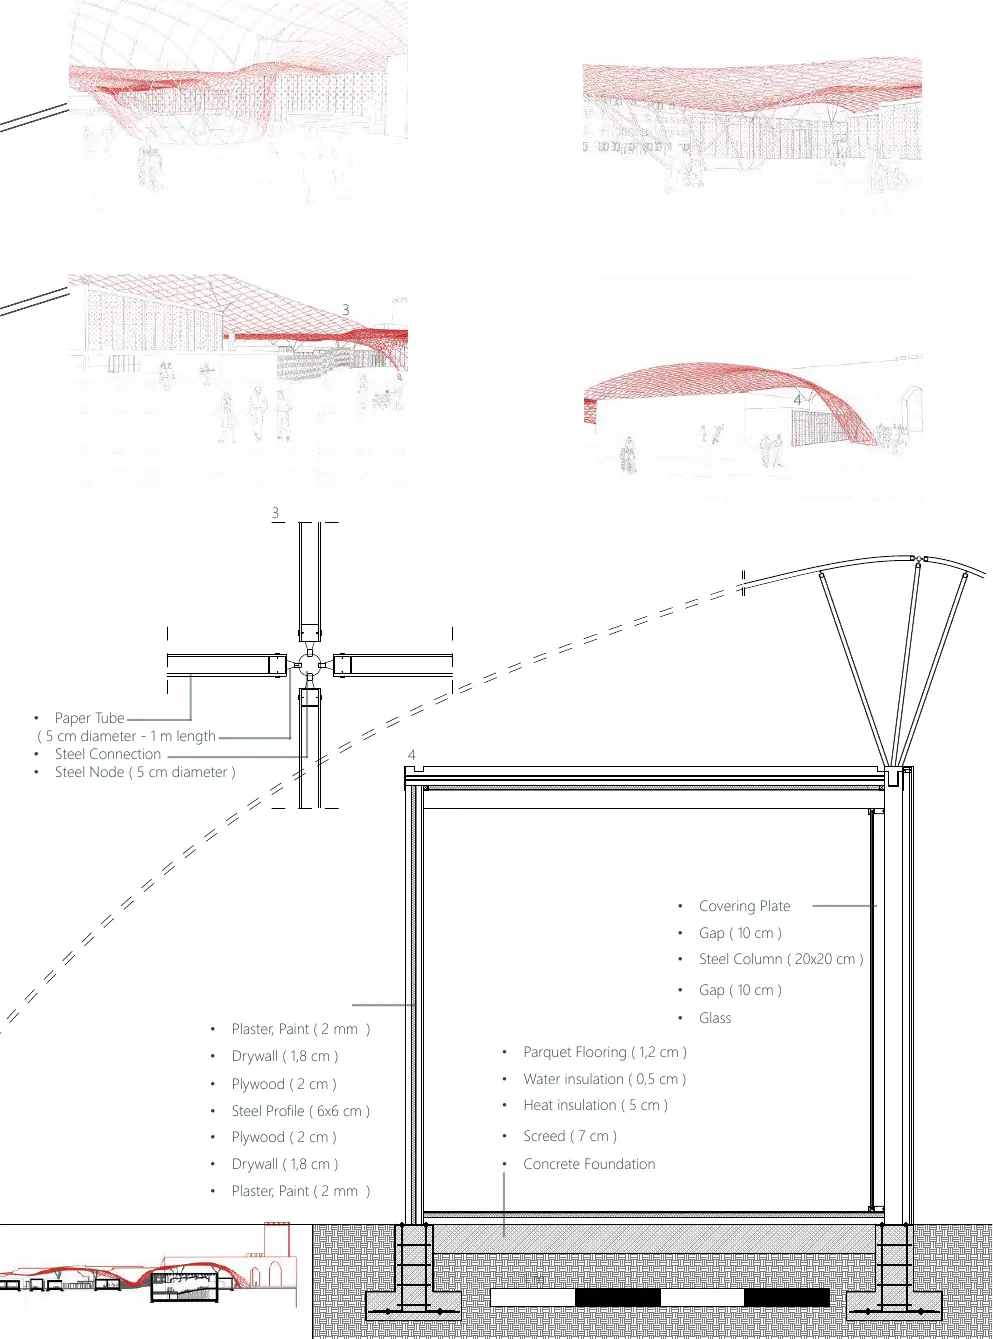 3
4
3
• Paper Tube
( 5 cm diameter - 1 m length
• Steel Connection
• Steel Node ( 5 cm diameter )
4
• Covering Plate
• Gap ( 10 cm )
• Steel Column ( 20x20 cm )
• Gap ( 10 cm )
• Glass
• Plaster, Paint ( 2 mm )
• Drywall ( 1,8 cm )
• Plywood ( 2 cm )
• Steel Profile ( 6x6 cm )
• Plywood ( 2 cm )
• Drywall ( 1,8 cm )
• Plaster, Paint ( 2 mm )
• Parquet Flooring ( 1,2 cm )
• Water insulation ( 0,5 cm )
• Heat insulation ( 5 cm )
• Screed ( 7 cm )
• Concrete Foundation